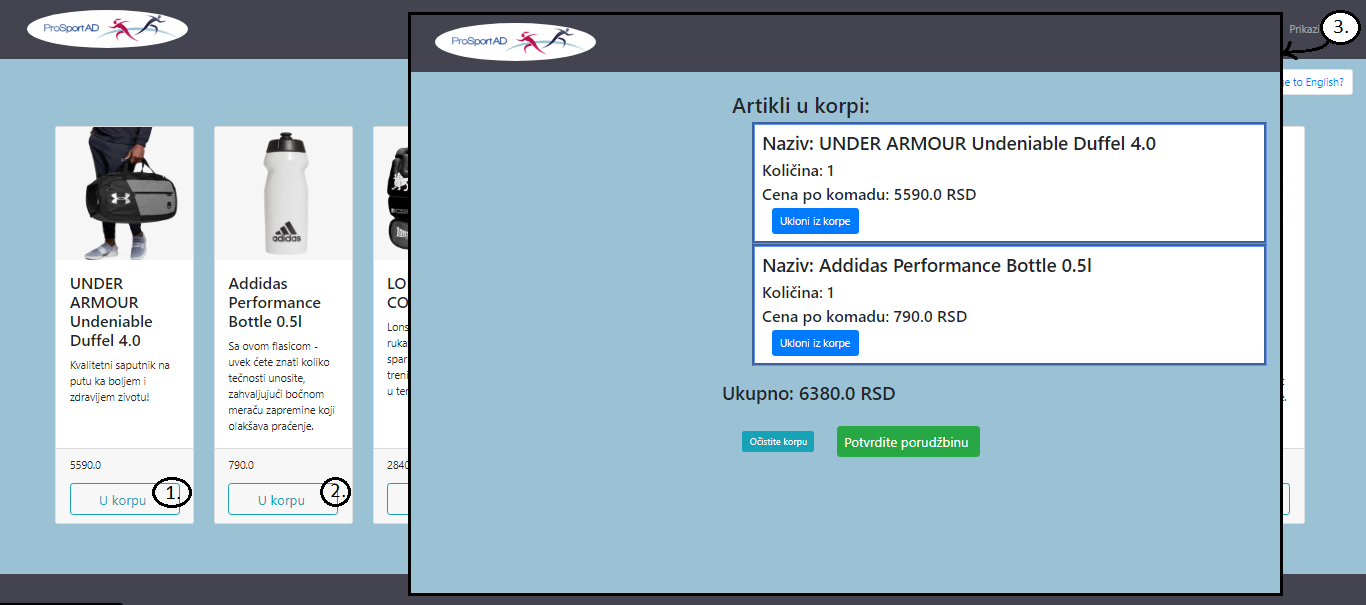 ProSportAD
ProSportAD
Prikazi
3.
e to English?
Artikli u korpi:
Naziv: UNDER ARMOUR Undeniable Duffel 4.0
Količina: 1
Cena po komadu: 5590.0 RSD
Ukloni iz korpe
Naziv: Addidas Performance Bottle 0.5l
Količina: 1
Cena po komadu: 790.0 RSD
Ukloni iz korpe
Ukupno: 6380.0 RSD
Očistite korpu
Potvrdite porudžbinu
UNDER
ARMOUR
Undeniable
Duffel 4.0
Kvalitetni saputnik na
putu ka boljem i
zdravijem zivotu!
5590.0
U korpu
1.
adidas
Addidas
Performance
Bottle 0.5l
Sa ovom flasicom -
uvek ćete znati koliko
tečnosti unosite,
zahvaljujući bočnom
meraču zapremine koji
olakšava praćenje.
790.0
U korpu
2.
LO
CO
Lons
ruka
spar
treni
u ter
2840